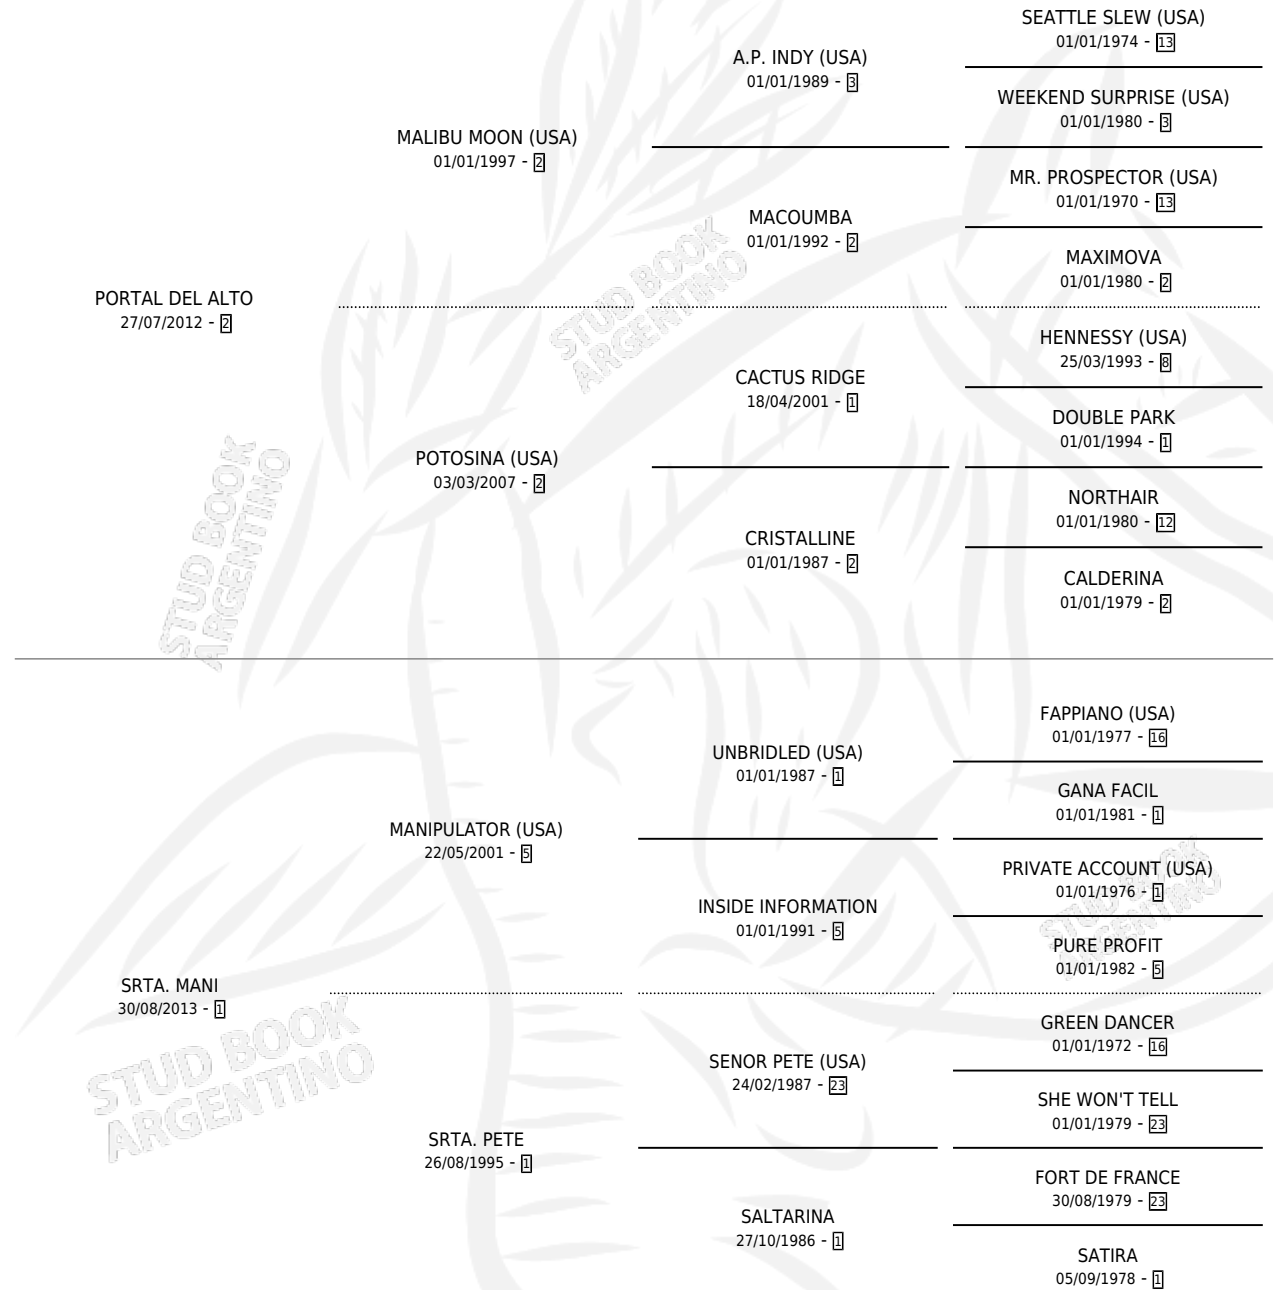 SEATTLE SLEW (USA)
01/01/1974 - 13
A.P. INDY (USA)
01/01/1989 - 3
WEEKEND SURPRISE (USA)
01/01/1980 - 3
MALIBU MOON (USA)
01/01/1997 - 2
MR. PROSPECTOR (USA)
01/01/1970 - 13
MACOUMBA
01/01/1992 - 2
MAXIMOVA
01/01/1980 - 2
PORTAL DEL ALTO
27/07/2012 - 2
HENNESSY (USA)
25/03/1993 - 8
CACTUS RIDGE
18/04/2001 - 1
DOUBLE PARK
01/01/1994 - 1
POTOSINA (USA)
03/03/2007 - 2
NORTHAIR
01/01/1980 - 12
CRISTALLINE
01/01/1987 - 2
CALDERINA
01/01/1979 - 2
STUD BOOK
ARGENTINO
STUD BOOK
ARGENTINO
FAPPIANO (USA)
01/01/1977 - 16
UNBRIDLED (USA)
01/01/1987 - 1
GANA FACIL
01/01/1981 - 1
MANIPULATOR (USA)
22/05/2001 - 5
PRIVATE ACCOUNT (USA)
01/01/1976 - 1
INSIDE INFORMATION
01/01/1991 - 5
PURE PROFIT
01/01/1982 - 5
SRTA. MANI
30/08/2013 - 1
GREEN DANCER
01/01/1972 - 16
SENOR PETE (USA)
24/02/1987 - 23
SHE WON'T TELL
01/01/1979 - 23
SRTA. PETE
26/08/1995 - 1
FORT DE FRANCE
30/08/1979 - 23
SALTARINA
27/10/1986 - 1
SATIRA
05/09/1978 - 1
STUD BOOK
ARGENTINO
STUD BOOK
ARGENTINO